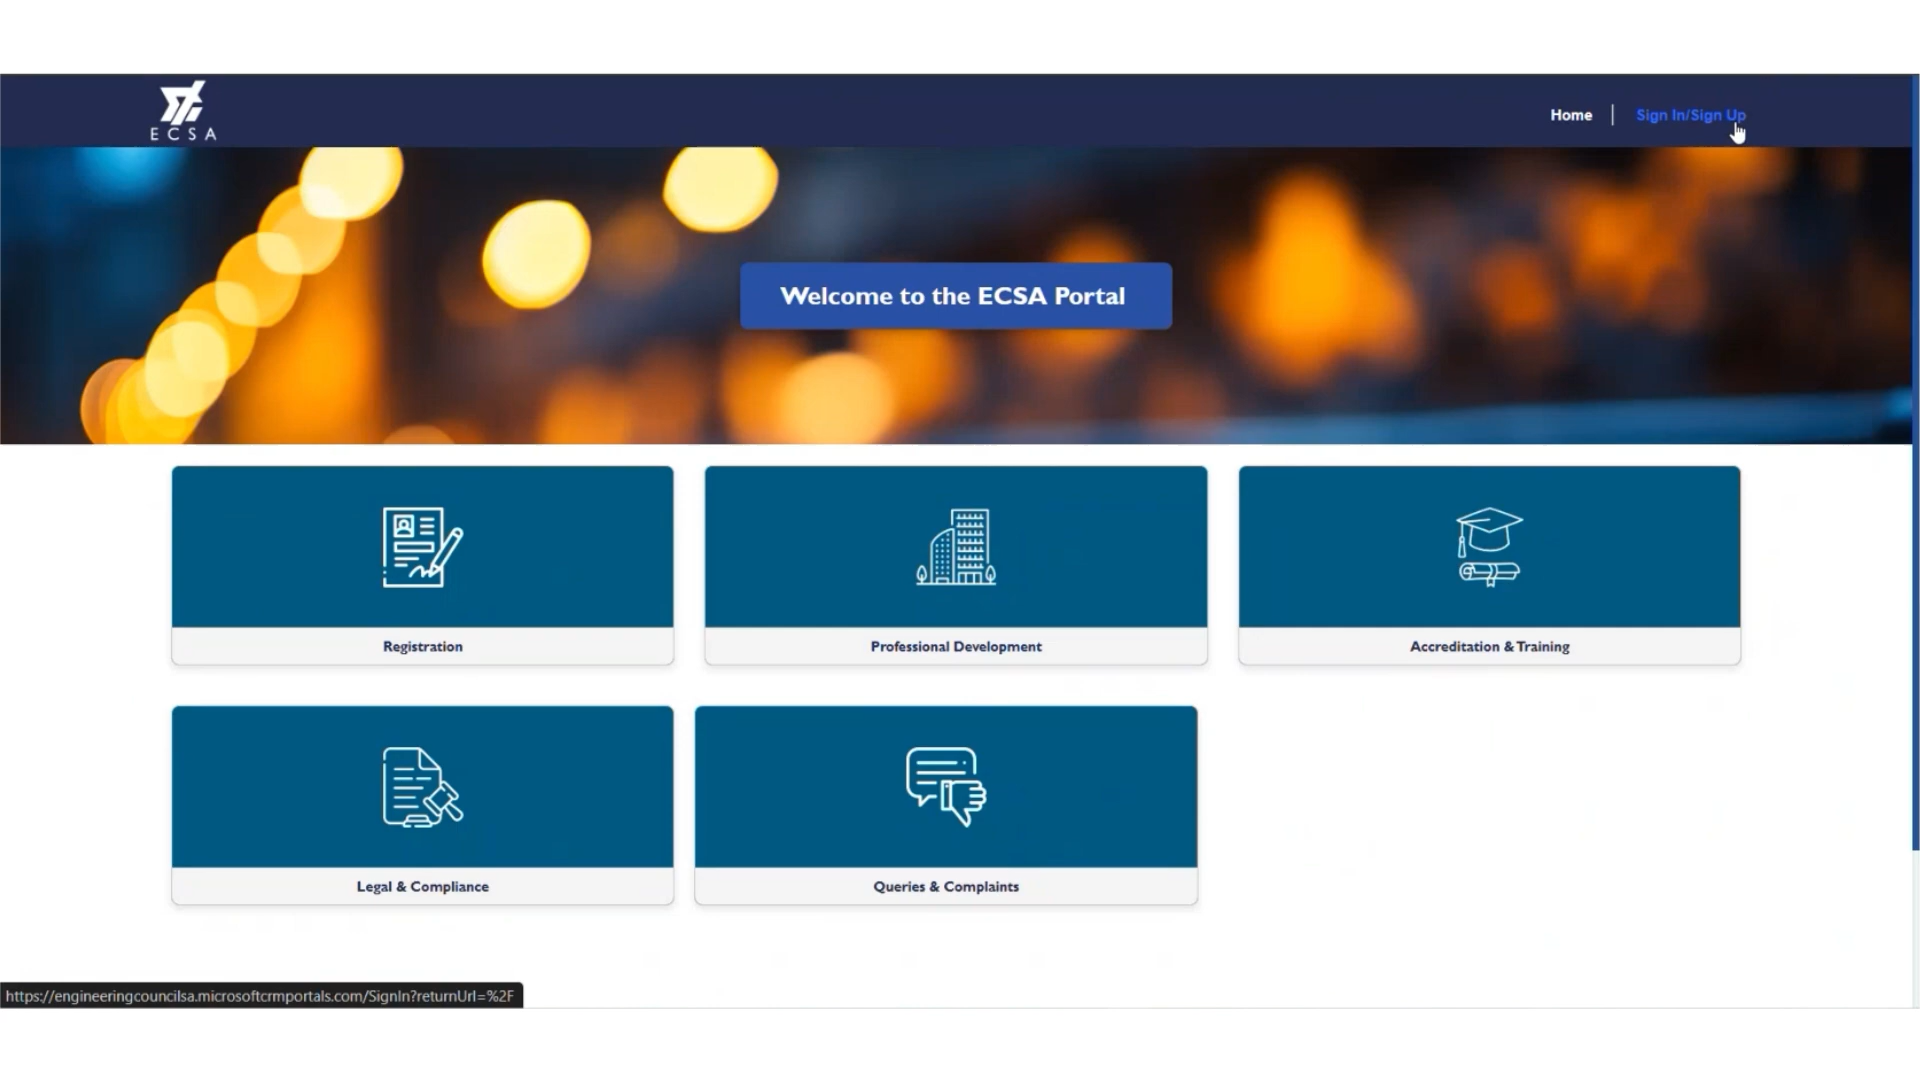 ECSA
Home
Sign In/Sign Up
Welcome to the ECSA Portal
Registration
Professional Development
Accreditation & Training
Legal & Compliance
Queries & Complaints
https://engineeringcouncilsa.microsoftcrmportals.com/SignIn?returnUrl=%2F